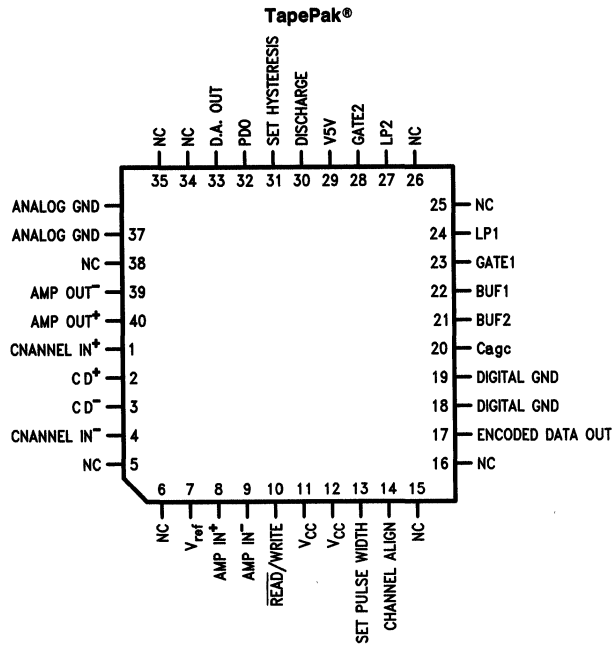 TapePak®
NC
NC
D.A. OUT
PDO
SET HYSTERESIS
DISCHARGE
V5V
GATE2
LP2
NC
35 34 33 32 31 30 29 28 27 26
ANALOG GND
ANALOG GND 37
NC 38
AMP OUT⁻ 39
AMP OUT⁺ 40
CNANNEL IN⁺ 1
CD⁺ 2
CD⁻ 3
CNANNEL IN⁻ 4
NC 5
25 NC
24 LP1
23 GATE1
22 BUF1
21 BUF2
20 Cagc
19 DIGITAL GND
18 DIGITAL GND
17 ENCODED DATA OUT
16 NC
6 7 8 9 10 11 12 13 14 15
NC
Vref
AMP IN⁺
AMP IN⁻
READ/WRITE
VCC
VCC
SET PULSE WIDTH
CHANNEL ALIGN
NC